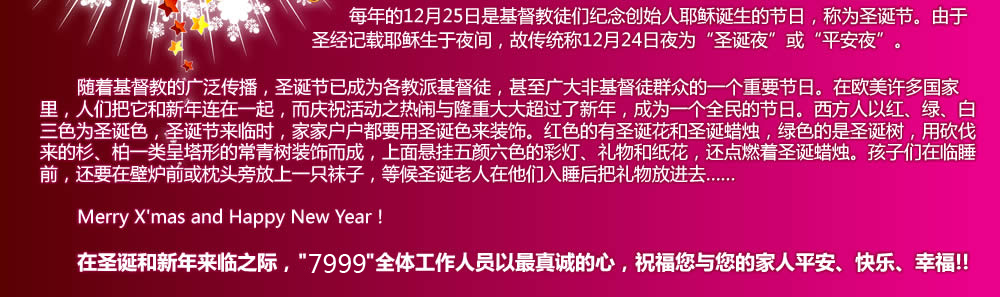 每年的12月25日是基督教徒们纪念创始人耶稣诞生的节日，称为圣诞节。由于
圣经记载耶稣生于夜间，故传统称12月24日夜为“圣诞夜”或“平安夜”。
随着基督教的广泛传播，圣诞节已成为各教派基督徒，甚至广大非基督徒群众的一个重要节日。在欧美许多国家
里，人们把它和新年连在一起，而庆祝活动之热闹与隆重大大超过了新年，成为一个全民的节日。西方人以红、绿、白
三色为圣诞色，圣诞节来临时，家家户户都要用圣诞色来装饰。红色的有圣诞花和圣诞蜡烛，绿色的是圣诞树，用砍伐
来的杉、柏一类呈塔形的常青树装饰而成，上面悬挂五颜六色的彩灯、礼物和纸花，还点燃着圣诞蜡烛。孩子们在临睡
前，还要在壁炉前或枕头旁放上一只袜子，等候圣诞老人在他们入睡后把礼物放进去......
Merry X'mas and Happy New Year !
在圣诞和新年来临之际，"7999"全体工作人员以最真诚的心，祝福您与您的家人平安、快乐、幸福!!